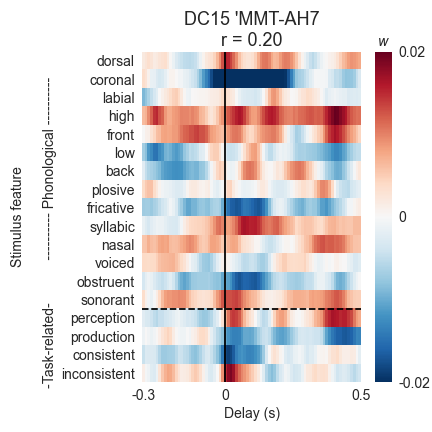 DC15 'MMT-AH7
r = 0.20
w
dorsal
coronal
labial
high
front
low
back
plosive
fricative
syllabic
nasal
voiced
obstruent
sonorant
perception
production
consistent
inconsistent
Stimulus feature
---------- Phonological ----------
-Task-related-
-0.3
0
0.5
Delay (s)
0.02
0
-0.02